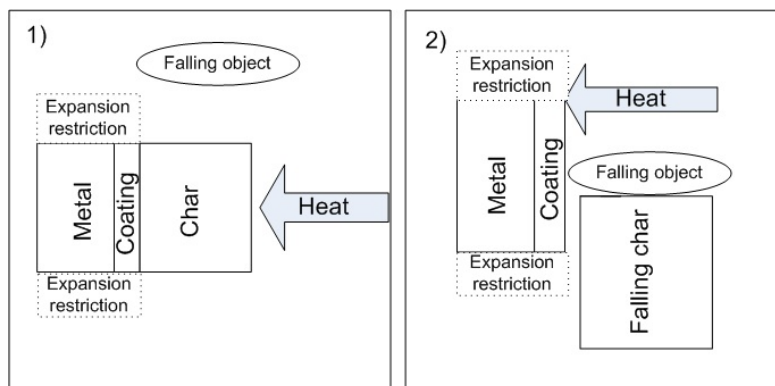 1)
Falling object
Expansion
restriction
Metal
Coating
Char
Heat
Expansion
restriction
2)
Expansion
restriction
Heat
Metal
Coating
Falling object
Falling char
Expansion
restriction